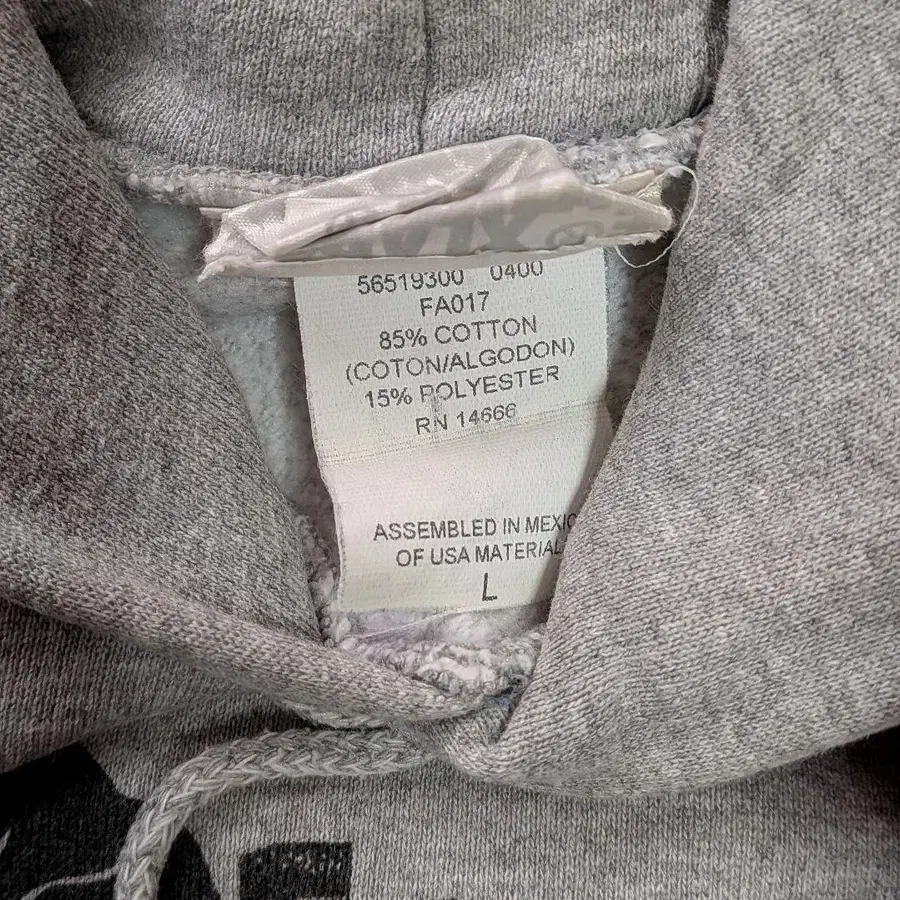 56519300 0400
FA017
85% COTTON
(COTON/ALGODON)
15% POLYESTER
RN 14666
ASSEMBLED IN MEXIC
OF USA MATERIAL
L